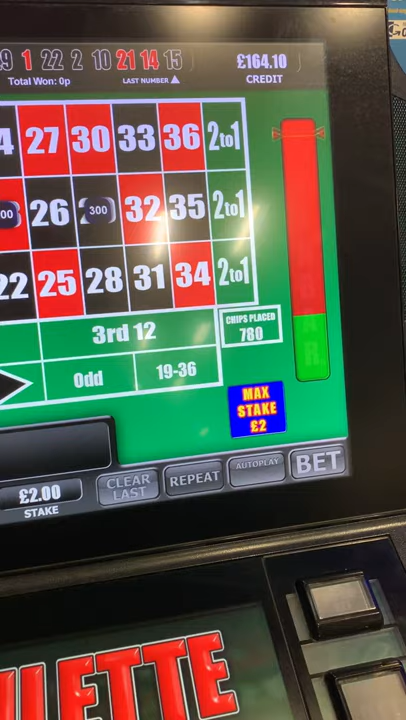 9 1 22 2 10 21 14 15
Total Won: 0p
LAST NUMBER
£164.10
CREDIT
4 27 30 33 36 2to1
00 26 300 32 35 2to1
22 25 28 31 34 2to1
3rd 12
CHIPS PLACED
780
Odd
19-36
MAX
STAKE
£2
£2.00
STAKE
CLEAR
LAST
REPEAT
AUTOPLAY
BET
ULETTE